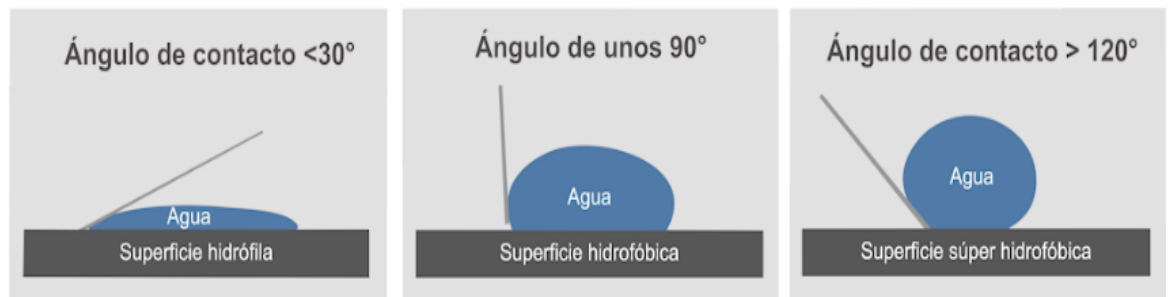 Ángulo de contacto <30°
Agua
Superficie hidrófila
Ángulo de unos 90°
Agua
Superficie hidrofóbica
Ángulo de contacto > 120°
Agua
Superficie súper hidrofóbica